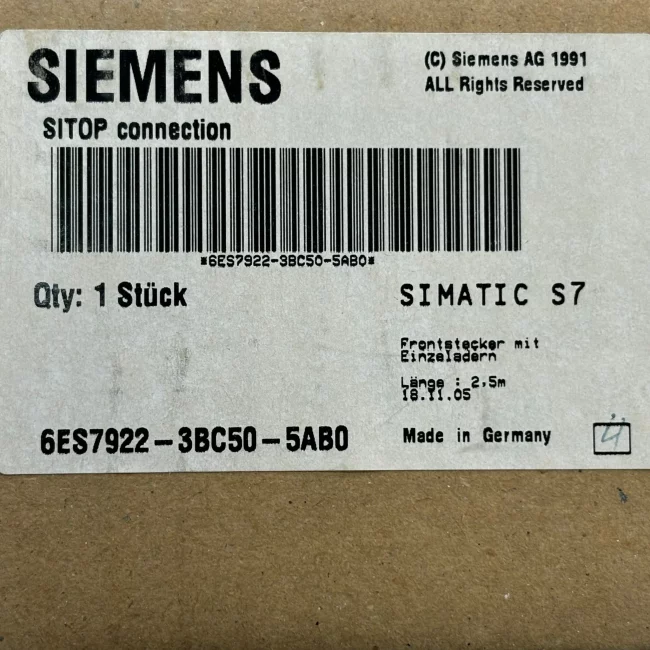 SIEMENS
(C) Siemens AG 1991
ALL Rights Reserved
SITOP connection
*6ES7922-3BC50-5AB0*
Qty: 1 Stück
SIMATIC S7
Frontstecker mit
Einzeladern
Länge : 2,5m
18.11.05
6ES7922-3BC50-5AB0
Made in Germany